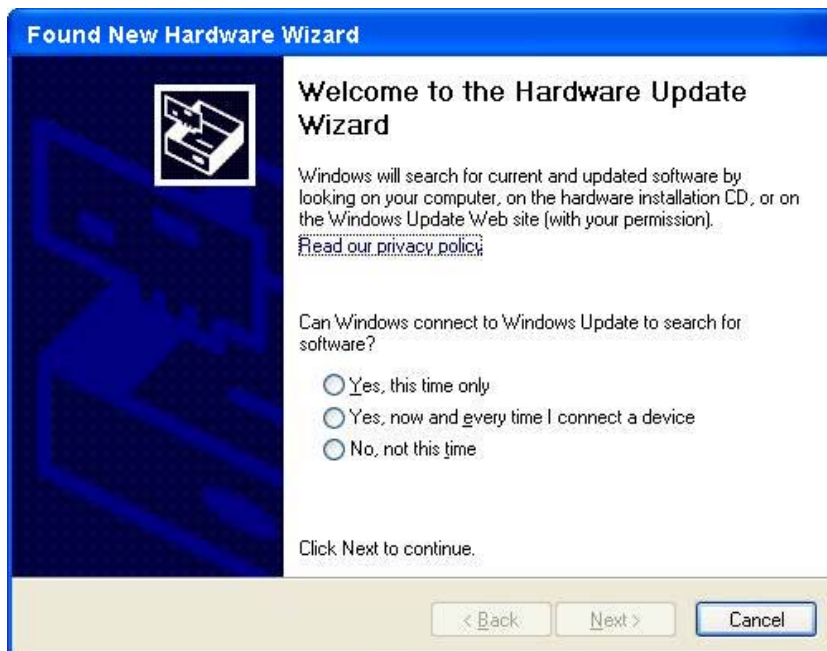 Found New Hardware Wizard
Welcome to the Hardware Update
Wizard
Windows will search for current and updated software by
looking on your computer, on the hardware installation CD, or on
the Windows Update Web site (with your permission).
Read our privacy policy
Can Windows connect to Windows Update to search for
software?
Yes, this time only
Yes, now and every time I connect a device
No, not this time
Click Next to continue.
< Back
Next >
Cancel